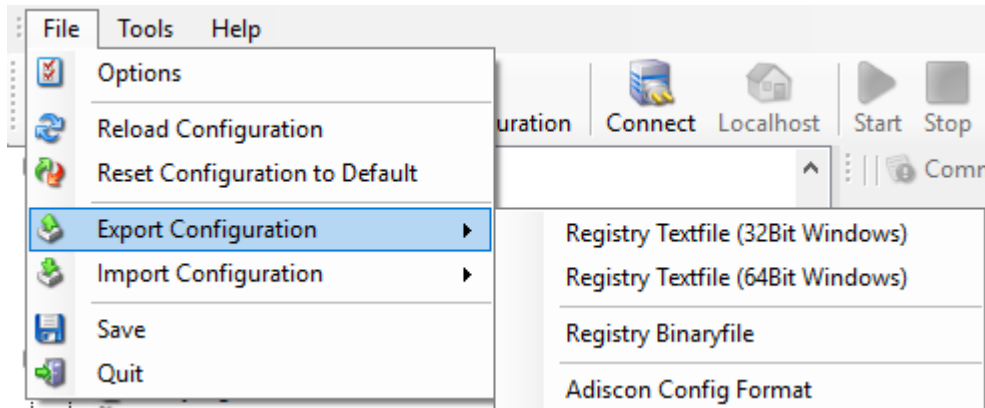 File Tools Help
Options
Reload Configuration
uration Connect Localhost Start Stop
Reset Configuration to Default
Export Configuration
Registry Textfile (32Bit Windows)
Import Configuration
Registry Textfile (64Bit Windows)
Save
Registry Binaryfile
Quit
Adiscon Config Format